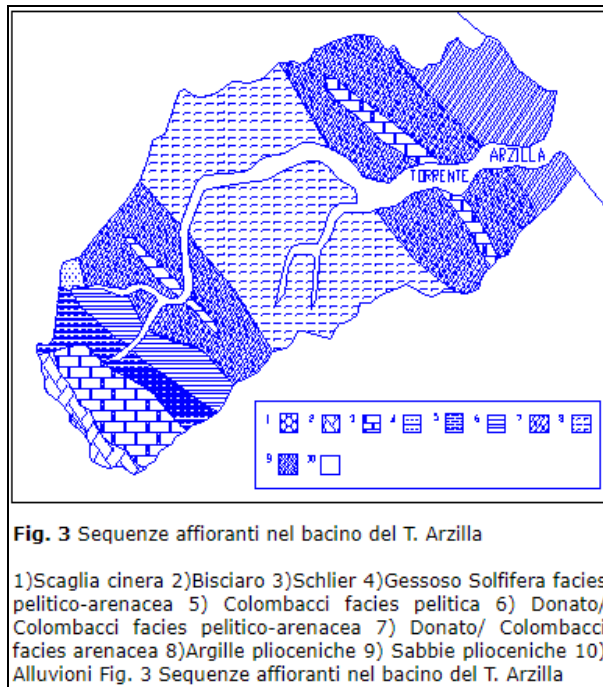 ARZILLA
TORRENTE
1 2 3 4 5 6 7 8
9 10
Fig. 3 Sequenze affioranti nel bacino del T. Arzilla
1)Scaglia cinera 2)Bisciaro 3)Schlier 4)Gessoso Solfifera facies
pelitico-arenacea 5) Colombacci facies pelitica 6) Donato/
Colombacci facies pelitico-arenacea 7) Donato/ Colombacci
facies arenacea 8)Argille plioceniche 9) Sabbie plioceniche 10)
Alluvioni Fig. 3 Sequenze affioranti nel bacino del T. Arzilla